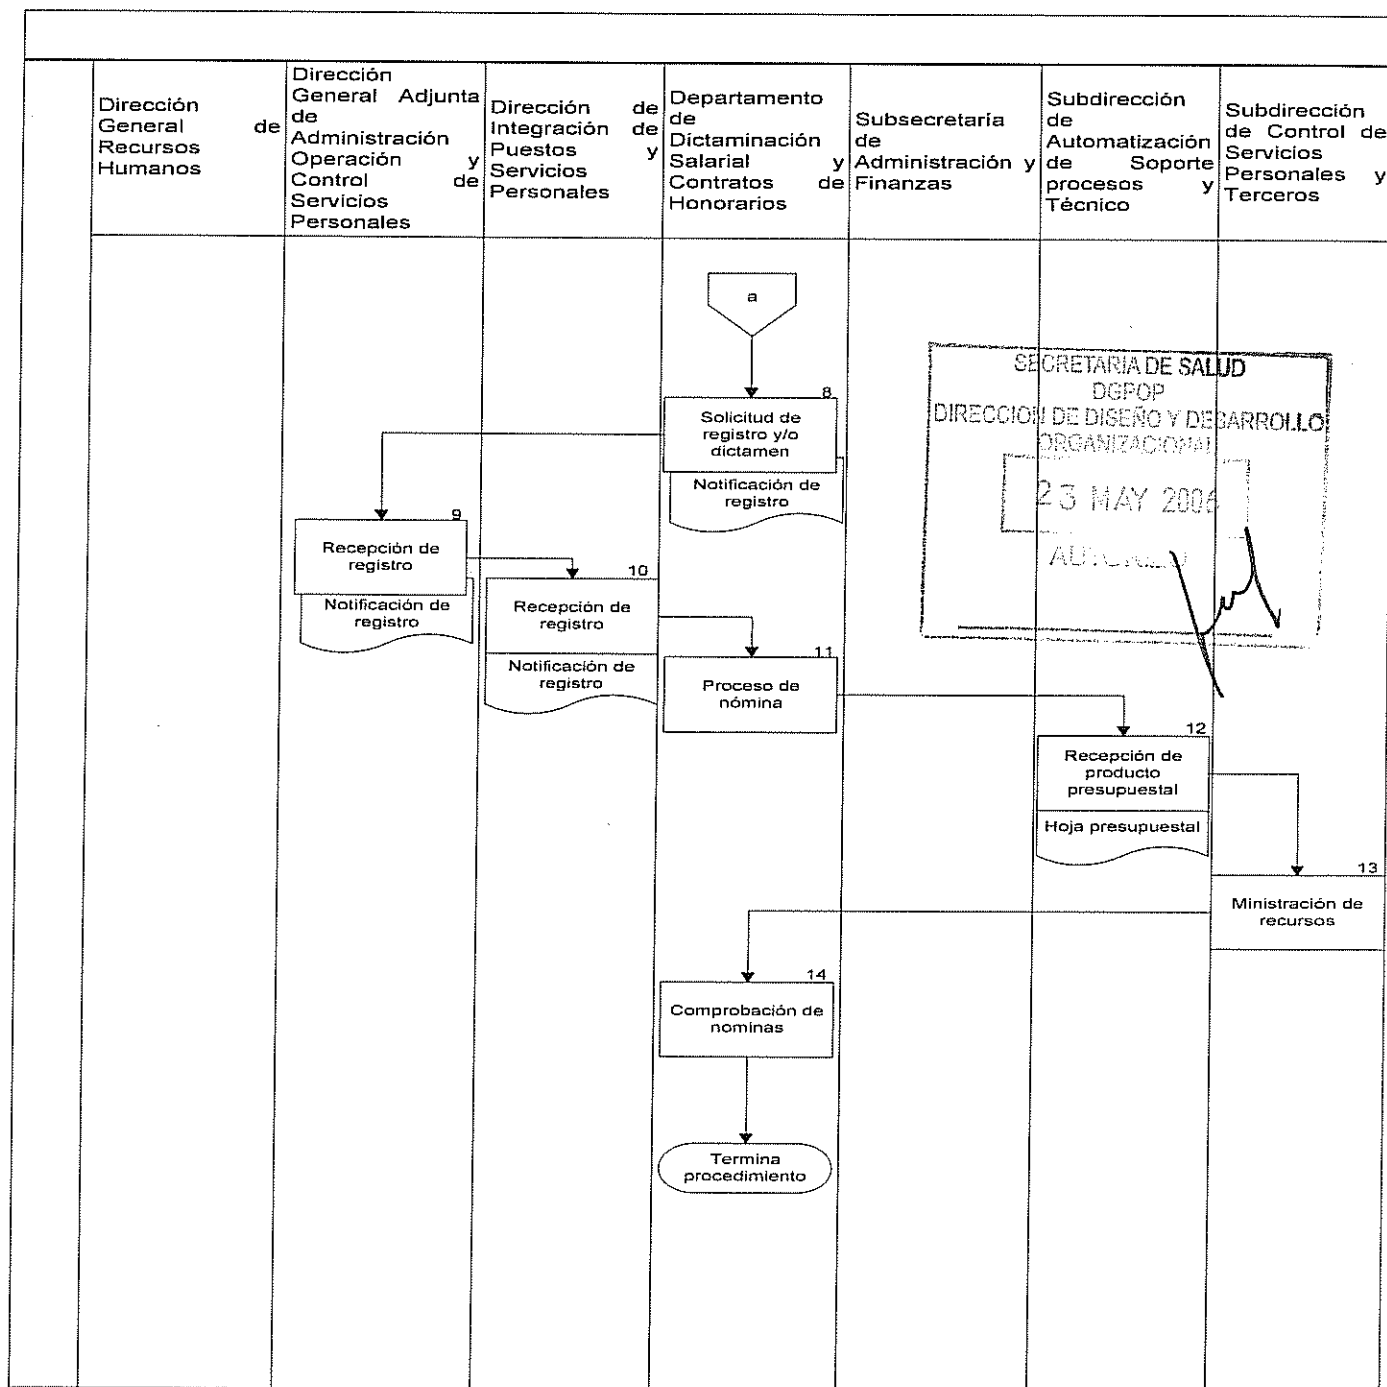 Dirección
General de
Recursos
Humanos
Dirección
General Adjunta
de
Administración
Operación y
Control de
Servicios
Personales
Dirección de
Integración de
Puestos y
Servicios
Personales
Departamento
de
Dictaminación
Salarial y
Contratos de
Honorarios
Subsecretaría
de
Administración y
Finanzas
Subdirección
de
Automatización
de Soporte
procesos y
Técnico
Subdirección
de Control de
Servicios
Personales y
Terceros
a
8
Solicitud de
registro y/o
dictamen
Notificación de
registro
SECRETARIA DE SALUD
DGPOP
DIRECCION DE DISEÑO Y DESARROLLO
ORGANIZACIONAL
23 MAY 2006
9
Recepción de
registro
Notificación de
registro
10
Recepción de
registro
Notificación de
registro
11
Proceso de
nómina
12
Recepción de
producto
presupuestal
Hoja presupuestal
13
Ministración de
recursos
14
Comprobación de
nominas
Termina
procedimiento